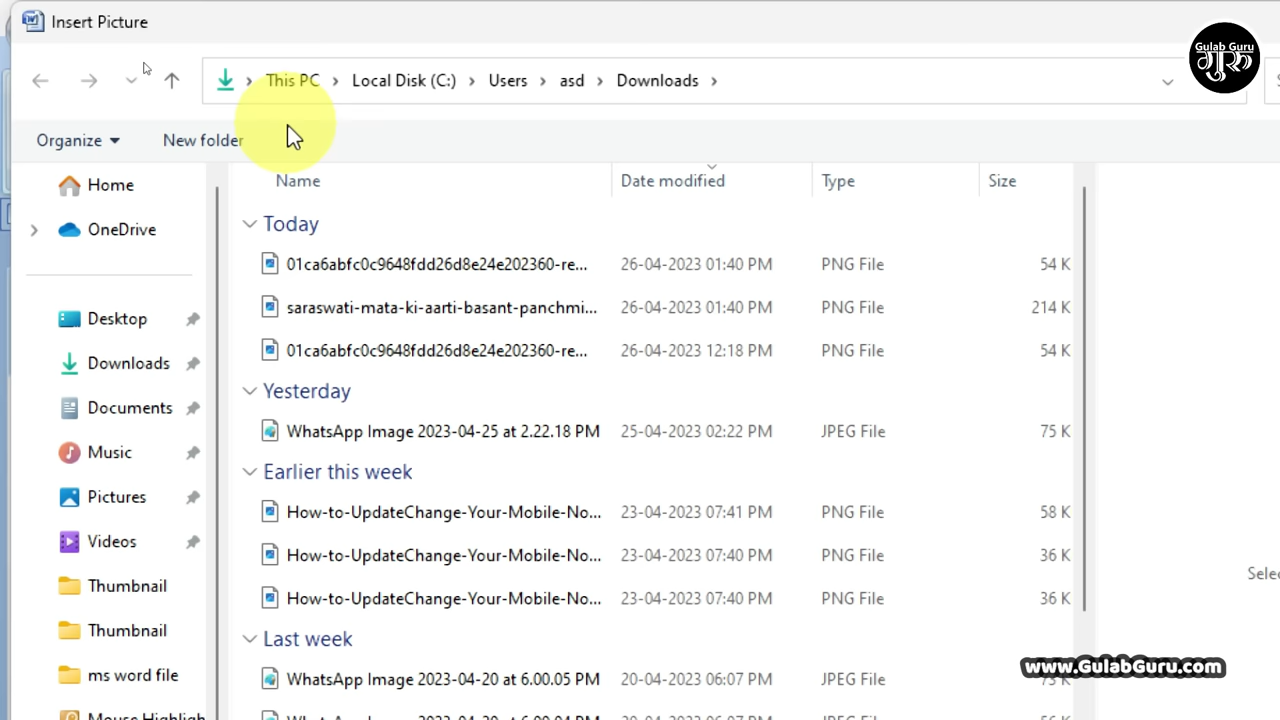 Insert Picture
Gulab Guru
गुरु
This PC > Local Disk (C:) > Users > asd > Downloads >
Organize
New folder
Name
Date modified
Type
Size
Home
OneDrive
Desktop
Downloads
Documents
Music
Pictures
Videos
Thumbnail
Thumbnail
ms word file
Today
01ca6abfc0c9648fdd26d8e24e202360-re... 26-04-2023 01:40 PM PNG File 54 K
saraswati-mata-ki-aarti-basant-panchmi... 26-04-2023 01:40 PM PNG File 214 K
01ca6abfc0c9648fdd26d8e24e202360-re... 26-04-2023 12:18 PM PNG File 54 K
Yesterday
WhatsApp Image 2023-04-25 at 2.22.18 PM 25-04-2023 02:22 PM JPEG File 75 K
Earlier this week
How-to-UpdateChange-Your-Mobile-No... 23-04-2023 07:41 PM PNG File 58 K
How-to-UpdateChange-Your-Mobile-No... 23-04-2023 07:40 PM PNG File 36 K
How-to-UpdateChange-Your-Mobile-No... 23-04-2023 07:40 PM PNG File 36 K
Last week
WhatsApp Image 2023-04-20 at 6.00.05 PM 20-04-2023 06:07 PM JPEG File
Selec
www.GulabGuru.com